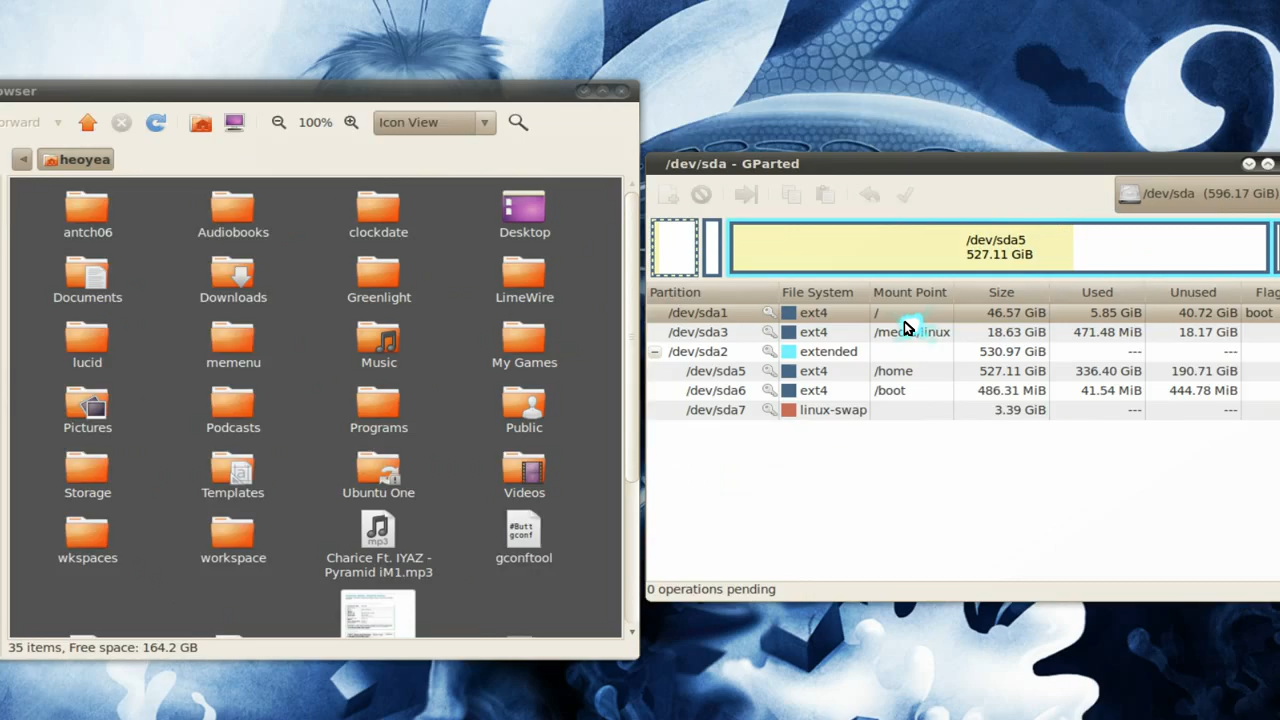 owser
orward
100%
Icon View
heoyea
antch06
Audiobooks
clockdate
Desktop
Documents
Downloads
Greenlight
LimeWire
lucid
memenu
Music
My Games
Pictures
Podcasts
Programs
Public
Storage
Templates
Ubuntu One
Videos
#Butt
gconf
mp3
wkspaces
workspace
Charice Ft. IYAZ -
Pyramid iM1.mp3
gconftool
35 items, Free space: 164.2 GB
/dev/sda - GParted
/dev/sda (596.17 GiB)
/dev/sda5
527.11 GiB
Partition File System Mount Point Size Used Unused Flag
/dev/sda1 ext4 / 46.57 GiB 5.85 GiB 40.72 GiB boot
/dev/sda3 ext4 18.63 GiB 471.48 MiB 18.17 GiB
/dev/sda2 extended 530.97 GiB --- ---
/dev/sda5 ext4 /home 527.11 GiB 336.40 GiB 190.71 GiB
/dev/sda6 ext4 /boot 486.31 MiB 41.54 MiB 444.78 MiB
/dev/sda7 linux-swap 3.39 GiB --- ---
0 operations pending